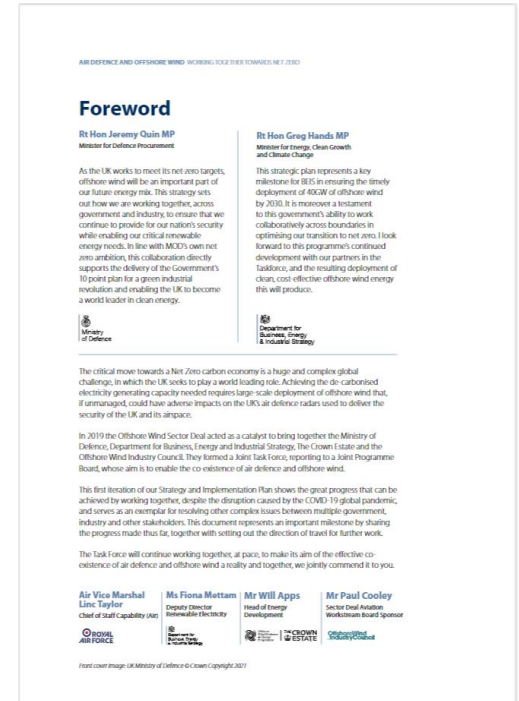 AIR DEFENCE AND OFFSHORE WIND WORKING TOGETHER TOWARDS NET ZERO
Foreword
Rt Hon Jeremy Quin MP
Minister for Defence Procurement
As the UK works to meet its net zero targets,
offshore wind will be an important part of
our future energy mix. This strategy sets
out how we are working together, across
government and industry, to ensure that we
continue to provide for our nation's security
while enabling our critical renewable
energy needs. In line with MOD's own net
zero ambition, this collaboration directly
supports the delivery of the Government's
10 point plan for a green industrial
revolution and enabling the UK to become
a world leader in clean energy.
Ministry
of Defence
Rt Hon Greg Hands MP
Minister for Energy, Clean Growth
and Climate Change
This strategic plan represents a key
milestone for BEIS in ensuring the timely
deployment of 40GW of offshore wind
by 2030. It is moreover a testament
to this government's ability to work
collaboratively across boundaries in
optimising our transition to net zero. I look
forward to this programme's continued
development with our partners in the
Taskforce, and the resulting deployment of
clean, cost-effective offshore wind energy
this will produce.
Department for
Business, Energy
& Industrial Strategy
The critical move towards a Net Zero carbon economy is a huge and complex global
challenge, in which the UK seeks to play a world leading role. Achieving the de-carbonised
electricity generating capacity needed requires large-scale deployment of offshore wind that,
if unmanaged, could have adverse impacts on the UK's air defence radars used to deliver the
security of the UK and its airspace.
In 2019 the Offshore Wind Sector Deal acted as a catalyst to bring together the Ministry of
Defence, Department for Business, Energy and Industrial Strategy, The Crown Estate and the
Offshore Wind Industry Council. They formed a Joint Task Force, reporting to a Joint Programme
Board, whose aim is to enable the co-existence of air defence and offshore wind.
This first iteration of our Strategy and Implementation Plan shows the great progress that can be
achieved by working together, despite the disruption caused by the COVID-19 global pandemic,
and serves as an exemplar for resolving other complex issues between multiple government,
industry and other stakeholders. This document represents an important milestone by sharing
the progress made thus far, together with setting out the direction of travel for further work.
The Task Force will continue working together, at pace, to make its aim of the effective co-
existence of air defence and offshore wind a reality and together, we jointly commend it to you.
Air Vice Marshal
Linc Taylor
Chief of Staff Capability (Air)
ROYAL
AIR FORCE
Ms Fiona Mettam
Deputy Director
Renewable Electricity
Department for
Business, Energy
& Industrial Strategy
Mr Will Apps
Head of Energy
Development
THE CROWN
ESTATE
Mr Paul Cooley
Sector Deal Aviation
Workstream Board Sponsor
OffshoreWind
IndustryCouncil
Front cover image: UK Ministry of Defence © Crown Copyright 2021